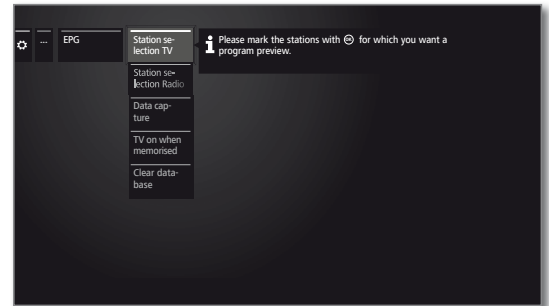 ... EPG
Station se-
lection TV
Please mark the stations with for which you want a
program preview.
Station se-
lection Radio
Data cap-
ture
TV on when
memorised
Clear data-
base